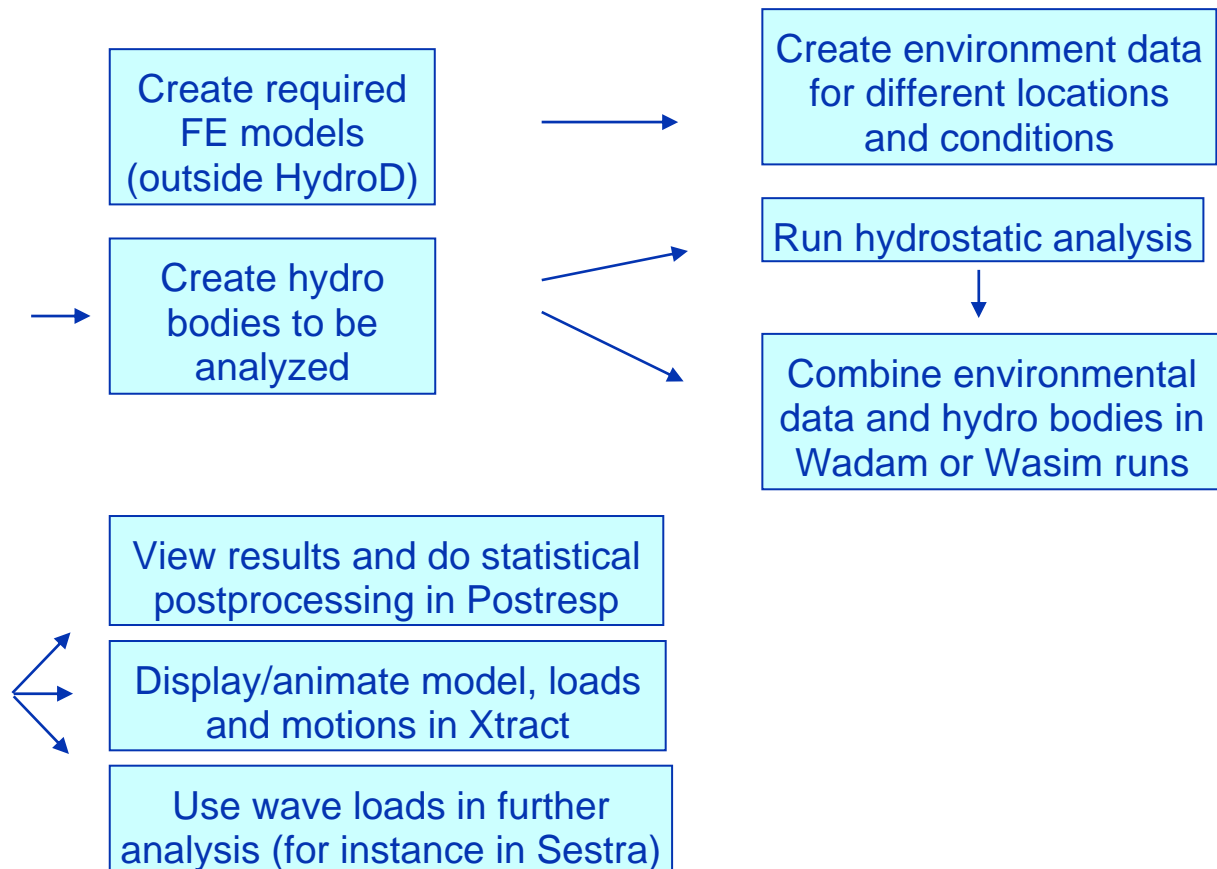 Create required
FE models
(outside HydroD)
Create environment data
for different locations
and conditions
Create hydro
bodies to be
analyzed
Run hydrostatic analysis
Combine environmental
data and hydro bodies in
Wadam or Wasim runs
View results and do statistical
postprocessing in Postresp
Display/animate model, loads
and motions in Xtract
Use wave loads in further
analysis (for instance in Sestra)